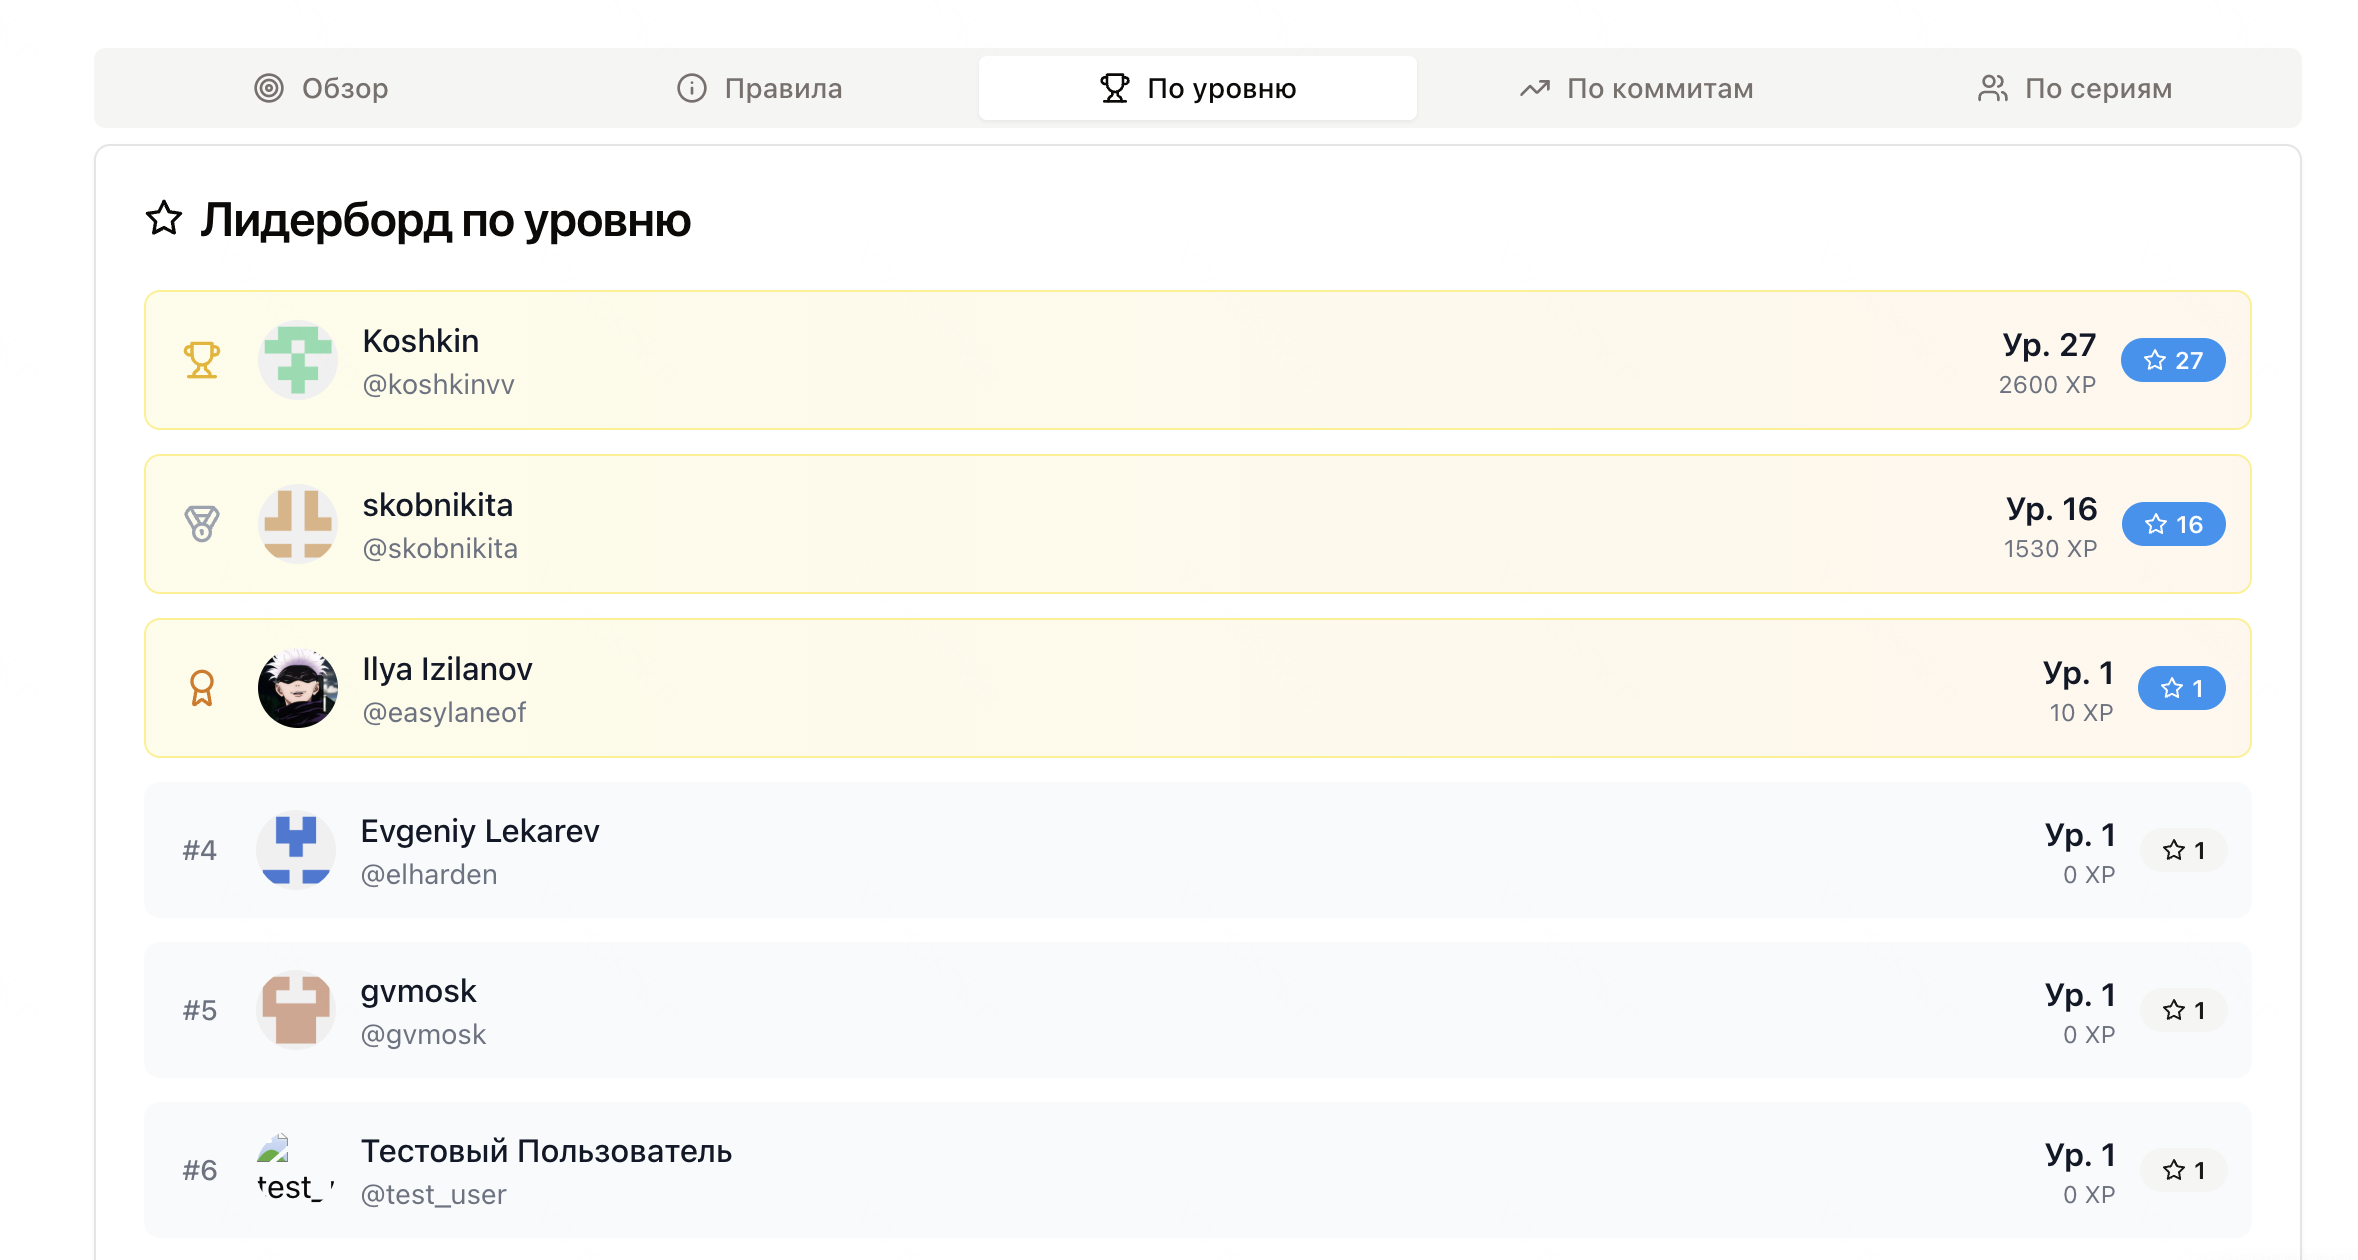 Обзор
Правила
По уровню
По коммитам
По сериям
Лидерборд по уровню
Koshkin
@koshkinvv
Ур. 27
2600 XP
27
skobnikita
@skobnikita
Ур. 16
1530 XP
16
Ilya Izilanov
@easylaneof
Ур. 1
10 XP
1
#4
Evgeniy Lekarev
@elharden
Ур. 1
0 XP
1
#5
gvmosk
@gvmosk
Ур. 1
0 XP
1
#6
test_
Тестовый Пользователь
@test_user
Ур. 1
0 XP
1